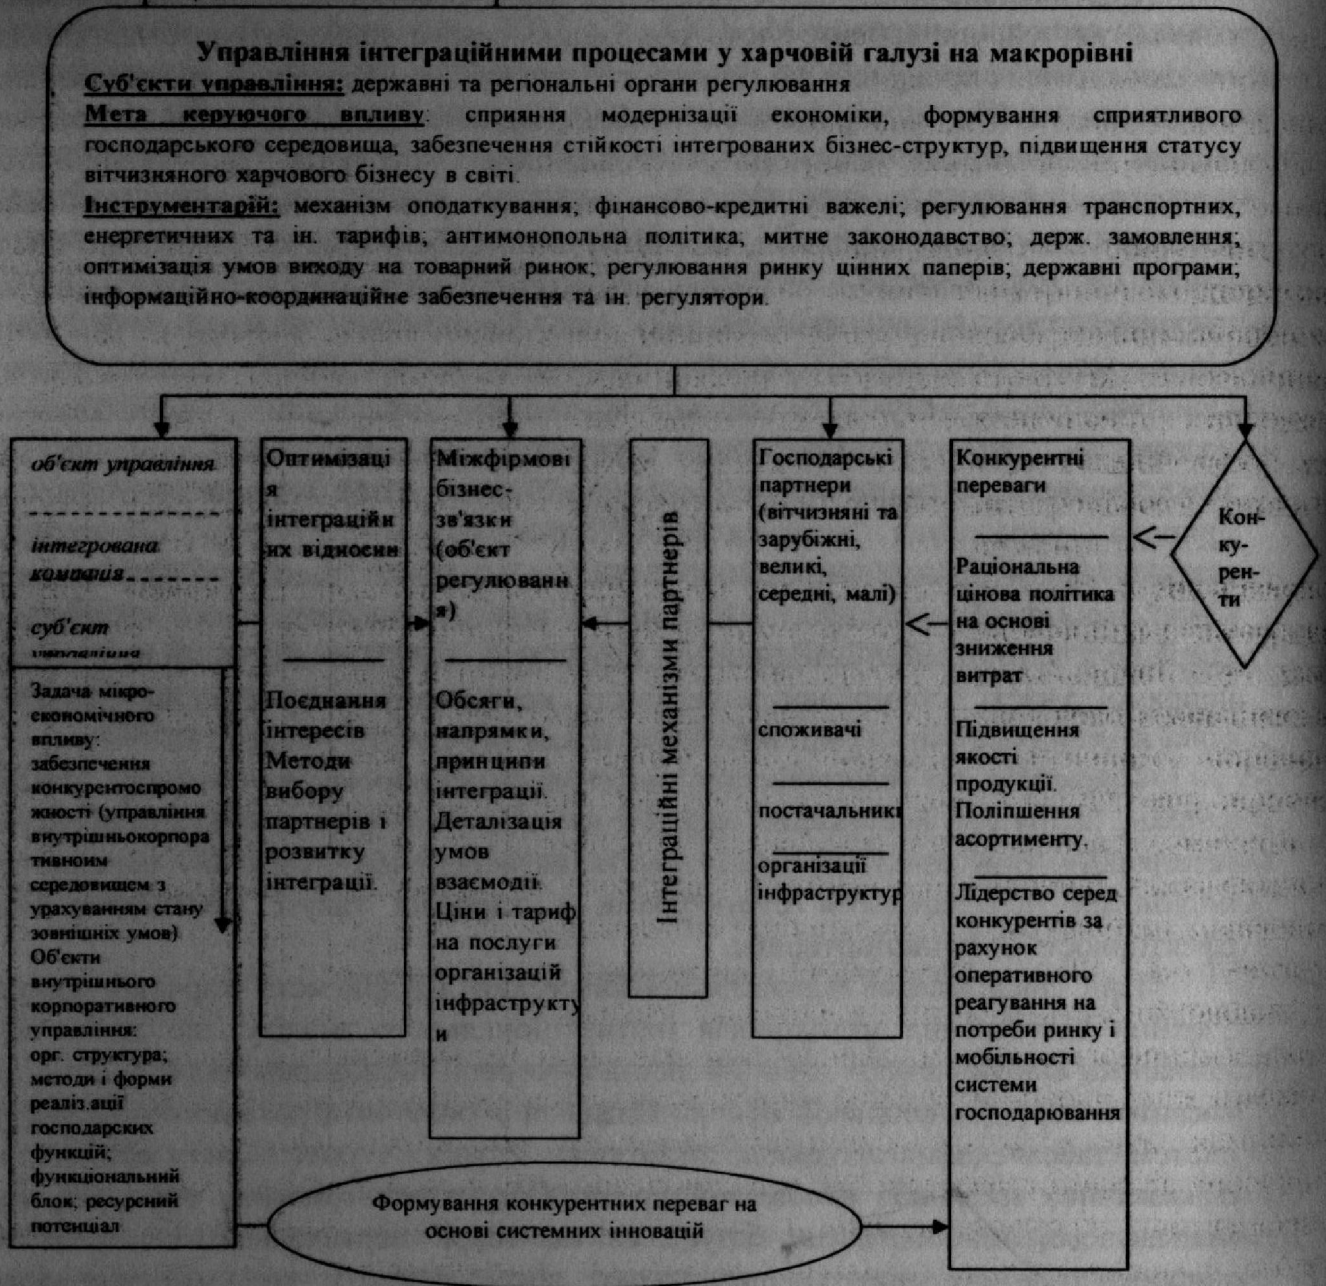 Управління інтеграційними процесами у харчовій галузі на макрорівні
Суб'єкти управління: державні та регіональні органи регулювання
Мета керуючого впливу: сприяння модернізації економіки, формування сприятливого
господарського середовища, забезпечення стійкості інтегрованих бізнес-структур, підвищення статусу
вітчизняного харчового бізнесу в світі.
Інструментарій: механізм оподаткування; фінансово-кредитні важелі; регулювання транспортних,
енергетичних та ін. тарифів; антимонопольна політика; митне законодавство; держ. замовлення;
оптимізація умов виходу на товарний ринок; регулювання ринку цінних паперів; державні програми;
інформаційно-координаційне забезпечення та ін. регулятори.
об'єкт управління
інтегрована
компанія
суб'єкт
Задача мікро-
економічного
впливу:
забезпечення
конкурентоспромо
жності (управління
внутрішньокорпора
тивноим
середовищем з
урахуванням стану
зовнішніх умов)
Об'єкти
внутрішнього
корпоративного
управління:
орг. структура;
методи і форми
реаліз.ації
господарских
функцій;
функціональний
блок; ресурсний
потенціал
Оптимізаці
я
інтеграційн
их відносин
Поєднання
інтересів
Методи
вибору
партнерів і
розвитку
інтеграції.
Міжфірмові
бізнес-
зв'язки
(об'єкт
регулюванн
я)
Обсяги,
напрямки,
принципи
інтеграції.
Деталізація
умов
взаємодії.
Ціни і тариф
на послуги
організацій
інфраструкту
и
Інтеграційні механізми партнерів
Господарські
партнери
(вітчизняні та
зарубіжні,
великі,
середні, малі)
споживачі
постачальники
організації
інфраструктур
Конкурентні
переваги
Раціональна
цінова політика
на основі
зниження
витрат
Підвищення
якості
продукції.
Поліпшення
асортименту.
Лідерство серед
конкурентів за
рахунок
оперативного
реагування на
потреби ринку і
мобільності
системи
господарювання
Кон-
ку-
рен-
ти
Формування конкурентних переваг на
основі системних інновацій